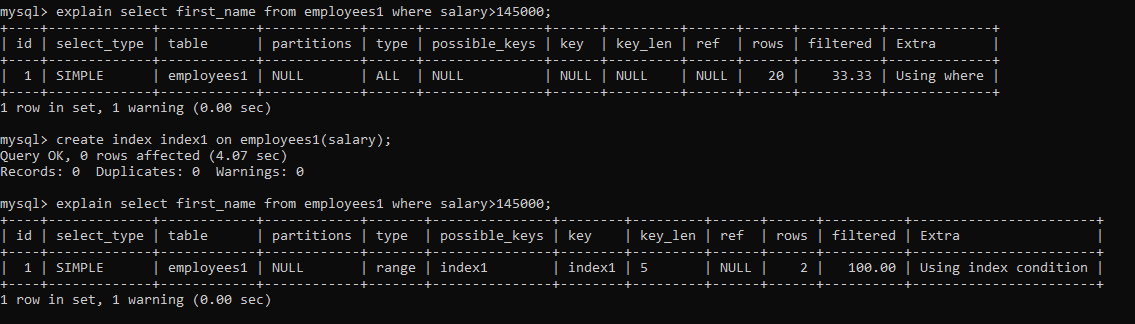 mysql> explain select first_name from employees1 where salary>145000;
+----+-------------+------------+------------+------+---------------+------+---------+------+------+----------+-------------+
| id | select_type | table      | partitions | type | possible_keys | key  | key_len | ref  | rows | filtered | Extra       |
+----+-------------+------------+------------+------+---------------+------+---------+------+------+----------+-------------+
|  1 | SIMPLE      | employees1 | NULL       | ALL  | NULL          | NULL | NULL    | NULL |   20 |    33.33 | Using where |
+----+-------------+------------+------------+------+---------------+------+---------+------+------+----------+-------------+
1 row in set, 1 warning (0.00 sec)

mysql> create index index1 on employees1(salary);
Query OK, 0 rows affected (4.07 sec)
Records: 0  Duplicates: 0  Warnings: 0

mysql> explain select first_name from employees1 where salary>145000;
+----+-------------+------------+------------+-------+---------------+--------+---------+------+------+----------+-----------------------+
| id | select_type | table      | partitions | type  | possible_keys | key    | key_len | ref  | rows | filtered | Extra                 |
+----+-------------+------------+------------+-------+---------------+--------+---------+------+------+----------+-----------------------+
|  1 | SIMPLE      | employees1 | NULL       | range | index1        | index1 | 5       | NULL |    2 |   100.00 | Using index condition |
+----+-------------+------------+------------+-------+---------------+--------+---------+------+------+----------+-----------------------+
1 row in set, 1 warning (0.00 sec)